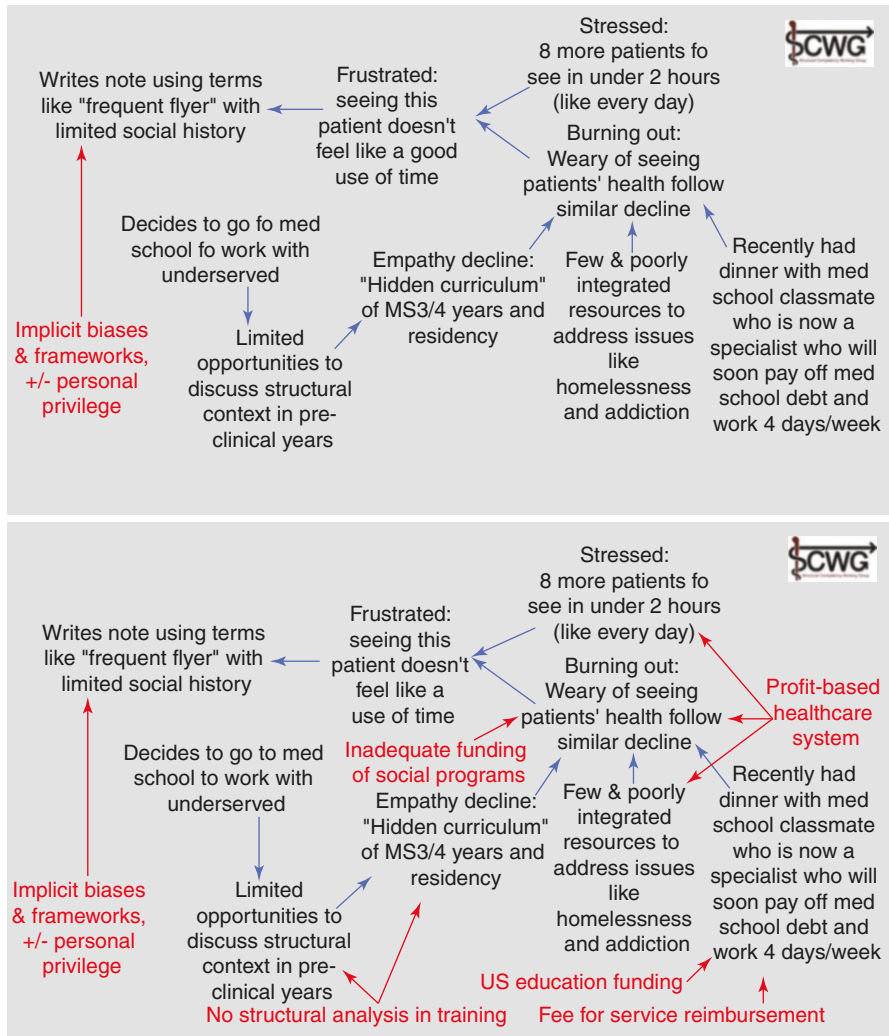 Stressed:
8 more patients fo
see in under 2 hours
(like every day)
SCWG
Writes note using terms
like "frequent flyer" with
limited social history
Frustrated:
seeing this
patient doesn't
feel like a good
use of time
Burning out:
Weary of seeing
patients' health follow
similar decline
Decides to go fo med
school fo work with
underserved
Empathy decline:
"Hidden curriculum"
of MS3/4 years and
residency
Few & poorly
integrated
resources to
address issues
like
homelessness
and addiction
Recently had
dinner with med
school classmate
who is now a
specialist who will
soon pay off med
school debt and
work 4 days/week
Implicit biases
& frameworks,
+/- personal
privilege
Limited
opportunities to
discuss structural
context in pre-
clinical years
Stressed:
8 more patients fo
see in under 2 hours
(like every day)
SCWG
Structural Competency Working Group
Writes note using terms
like "frequent flyer" with
limited social history
Frustrated:
seeing this
patient doesn't
feel like a
use of time
Burning out:
Weary of seeing
patients' health follow
similar decline
Profit-based
healthcare
system
Inadequate funding
of social programs
Decides to go to med
school to work with
underserved
Empathy decline:
"Hidden curriculum"
of MS3/4 years and
residency
Few & poorly
integrated
resources to
address issues
like
homelessness
and addiction
Recently had
dinner with med
school classmate
who is now a
specialist who will
soon pay off med
school debt and
work 4 days/week
Implicit biases
& frameworks,
+/- personal
privilege
Limited
opportunities to
discuss structural
context in pre-
clinical years
No structural analysis in training
US education funding
Fee for service reimbursement